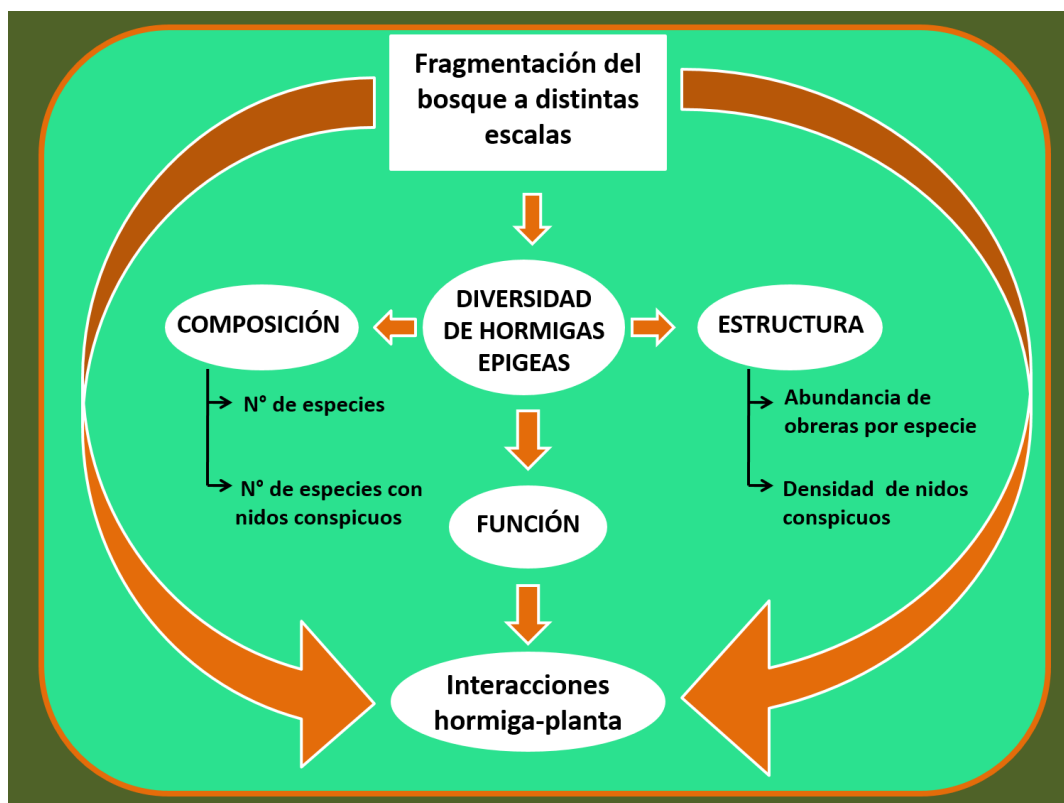 Fragmentación del
bosque a distintas
escalas
DIVERSIDAD
DE HORMIGAS
EPIGEAS
COMPOSICIÓN
N° de especies
N° de especies con
nidos conspicuos
ESTRUCTURA
Abundancia de
obreras por especie
Densidad de nidos
conspicuos
FUNCIÓN
Interacciones
hormiga-planta